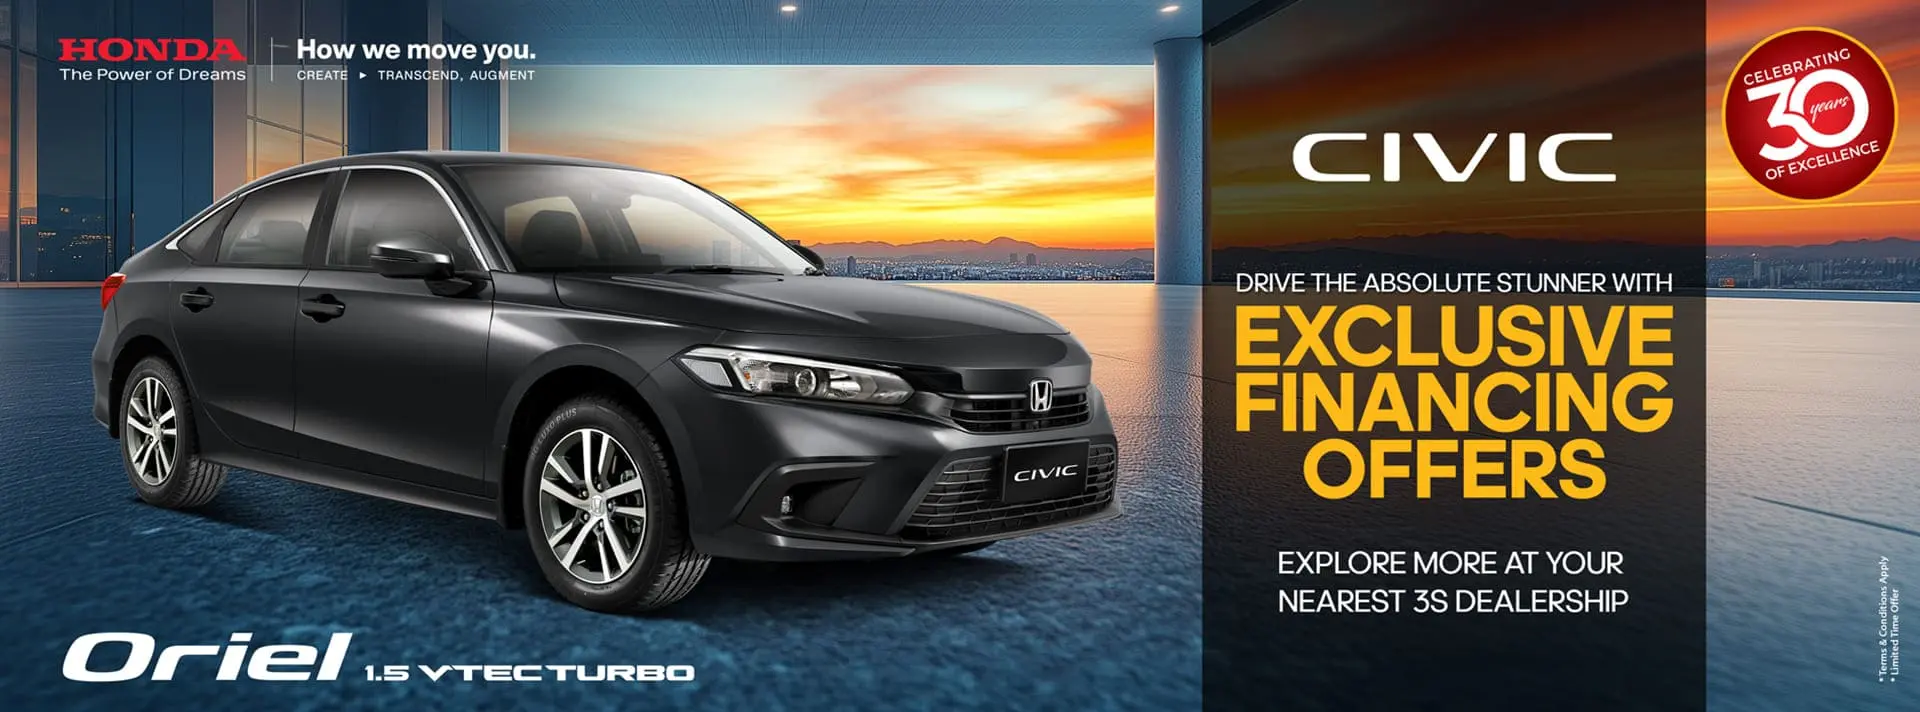 HONDA
The Power of Dreams
How we move you.
CREATE ▸ TRANSCEND, AUGMENT
CELEBRATING
30
years
OF EXCELLENCE
CIVIC
DRIVE THE ABSOLUTE STUNNER WITH
EXCLUSIVE
FINANCING
OFFERS
EXPLORE MORE AT YOUR
NEAREST 3S DEALERSHIP
LUXO PLUS
CIVIC
Oriel 1.5 VTEC TURBO
*Terms & Conditions Apply
* Limited Time Offer